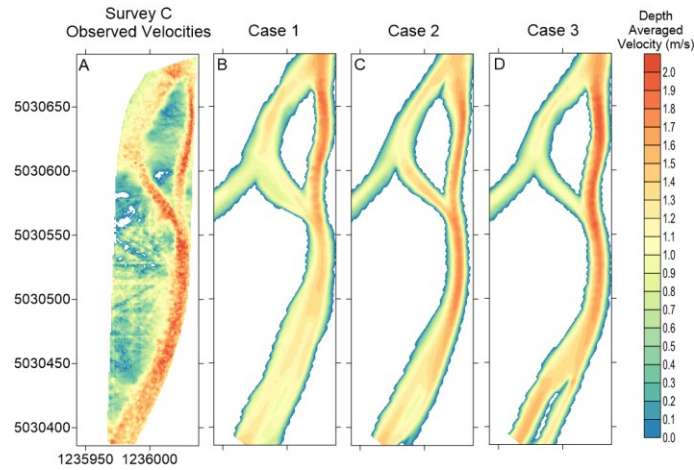 Survey C
Observed Velocities
Case 1
Case 2
Case 3
Depth
Averaged
Velocity (m/s)
A
B
C
D
5030650
5030600
5030550
5030500
5030450
5030400
1235950 1236000
2.0
1.9
1.8
1.7
1.6
1.5
1.4
1.3
1.2
1.1
1.0
0.9
0.8
0.7
0.6
0.5
0.4
0.3
0.2
0.1
0.0